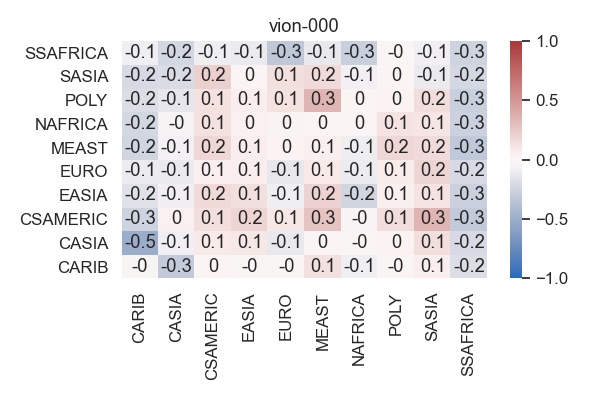 vion-000
SSAFRICA -0.1 -0.2 -0.1 -0.1 -0.3 -0.1 -0.3 -0 -0.1 -0.3
SASIA -0.2 -0.2 0.2 0 0.1 0.2 -0.1 0 -0.1 -0.2
POLY -0.2 -0.1 0.1 0.1 0.1 0.3 0 0 0.2 -0.3
NAFRICA -0.2 -0 0.1 0 0 0 0 0.1 0.1 -0.3
MEAST -0.2 -0.1 0.2 0.1 0 0.1 -0.1 0.2 0.2 -0.3
EURO -0.1 -0.1 0.1 0.1 -0.1 0.1 -0.1 0.1 0.2 -0.2
EASIA -0.2 -0.1 0.2 0.1 -0.1 0.2 -0.2 0.1 0.1 -0.3
CSAMERIC -0.3 0 0.1 0.2 0.1 0.3 -0 0.1 0.3 -0.3
CASIA -0.5 -0.1 0.1 0.1 -0.1 0 -0 0 0.1 -0.2
CARIB -0 -0.3 0 -0 -0 0.1 -0.1 -0 0.1 -0.2
CARIB CASIA CSAMERIC EASIA EURO MEAST NAFRICA POLY SASIA SSAFRICA
1.0
0.5
0.0
−0.5
−1.0